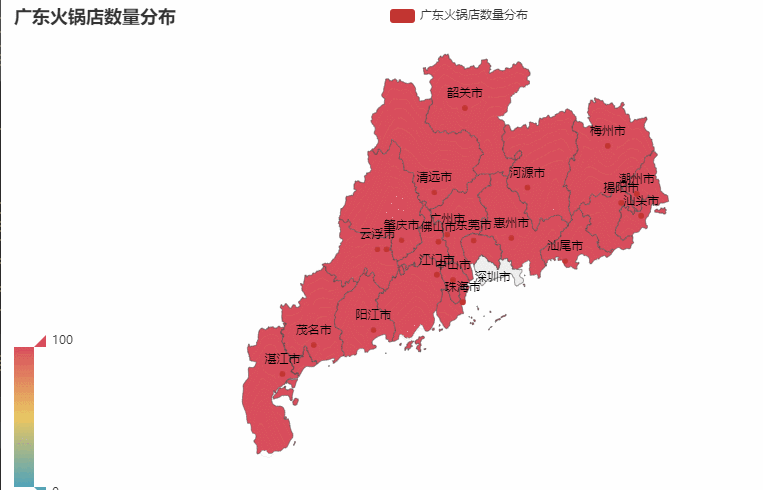 广东火锅店数量分布
广东火锅店数量分布
韶关市
梅州市
清远市
河源市
潮州市
揭阳市
汕头市
广州市
肇庆市
佛山市
东莞市
惠州市
云浮市
汕尾市
江门市
中山市
深圳市
珠海市
阳江市
茂名市
湛江市
100